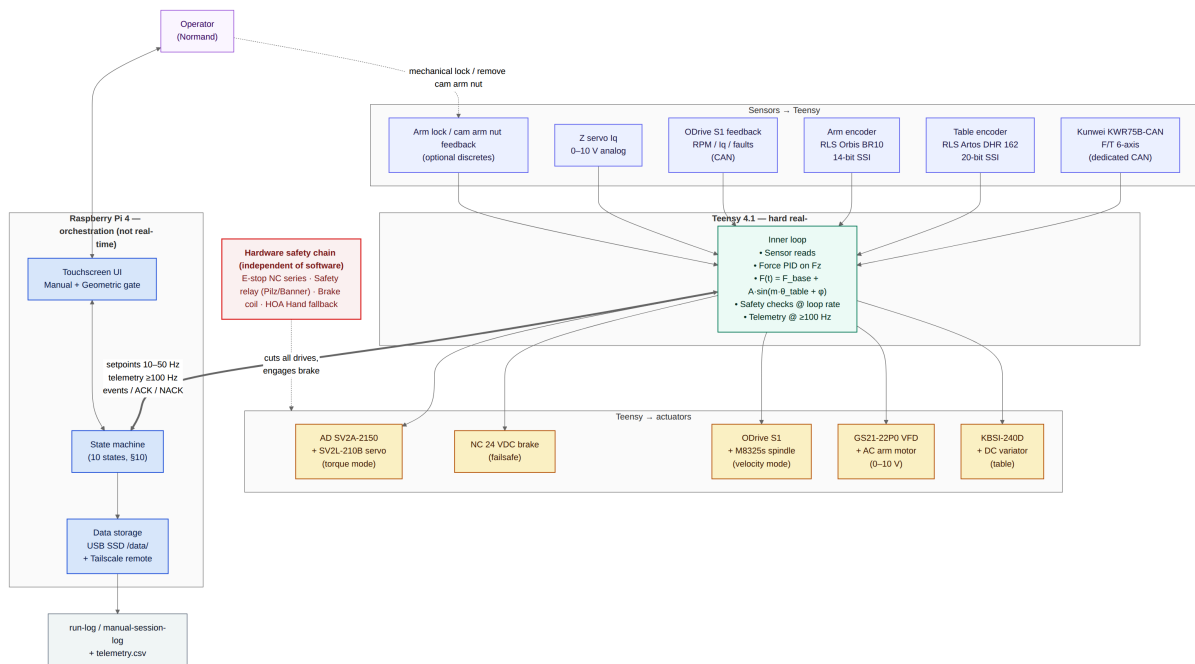 Operator
(Normand)
mechanical lock / remove
cam arm nut
Sensors → Teensy
Arm lock / cam arm nut
feedback
(optional discretes)
Z servo Iq
0–10 V analog
ODrive S1 feedback
RPM / Iq / faults
(CAN)
Arm encoder
RLS Orbis BR10
14-bit SSI
Table encoder
RLS Artos DHR 162
20-bit SSI
Kunwei KWR75B-CAN
F/T 6-axis
(dedicated CAN)
Raspberry Pi 4 —
orchestration (not real-
time)
Touchscreen UI
Manual + Geometric gate
Hardware safety chain
(independent of software)
E-stop NC series · Safety
relay (Pilz/Banner) · Brake
coil · HOA Hand fallback
Teensy 4.1 — hard real-
Inner loop
• Sensor reads
• Force PID on Fz
• F(t) = F_base +
A·sin(m·θ_table + φ)
• Safety checks @ loop rate
• Telemetry @ ≥100 Hz
setpoints 10–50 Hz
telemetry ≥100 Hz
events / ACK / NACK
cuts all drives,
engages brake
Teensy → actuators
State machine
(10 states, §10)
AD SV2A-2150
+ SV2L-210B servo
(torque mode)
NC 24 VDC brake
(failsafe)
ODrive S1
+ M8325s spindle
(velocity mode)
GS21-22P0 VFD
+ AC arm motor
(0–10 V)
KBSI-240D
+ DC variator
(table)
Data storage
USB SSD /data/
+ Tailscale remote
run-log / manual-session-
log
+ telemetry.csv